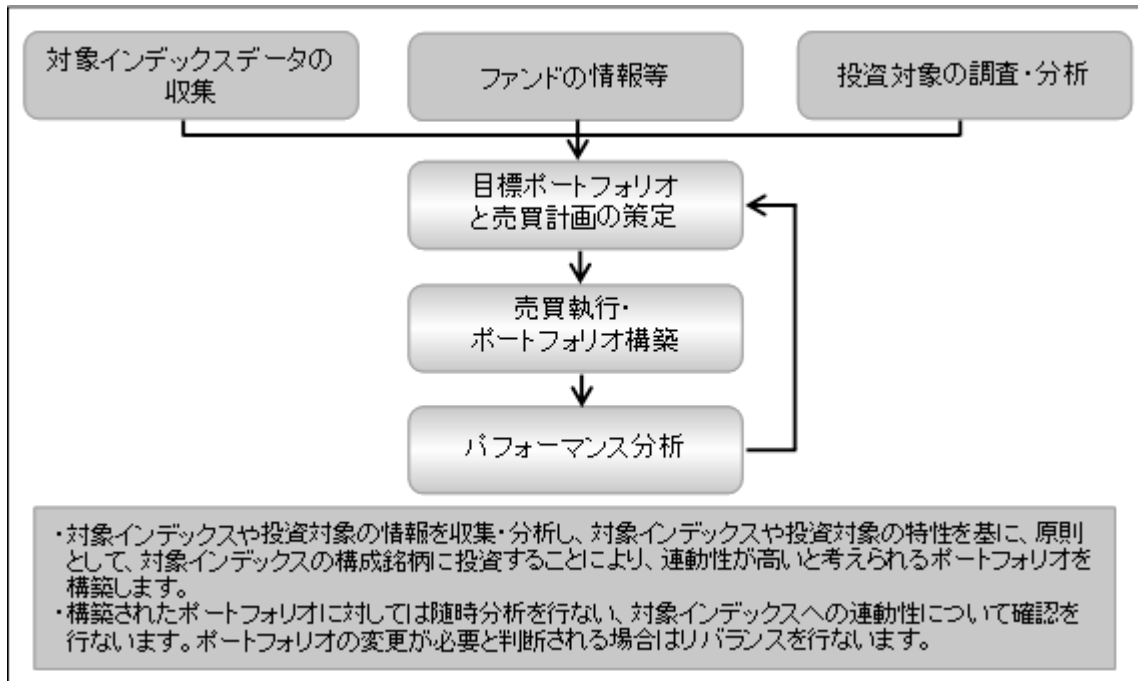 対象インデックスデータの
収集
ファンドの情報等
投資対象の調査・分析
目標ポートフォリオ
と売買計画の策定
売買執行・
ポートフォリオ構築
パフォーマンス分析
・対象インデックスや投資対象の情報を収集・分析し、対象インデックスや投資対象の特性を基に、原則
として、対象インデックスの構成銘柄に投資することにより、連動性が高いと考えられるポートフォリオを
構築します。
・構築されたポートフォリオに対しては随時分析を行ない、対象インデックスへの連動性について確認を
行ないます。ポートフォリオの変更が必要と判断される場合はリバランスを行ないます。